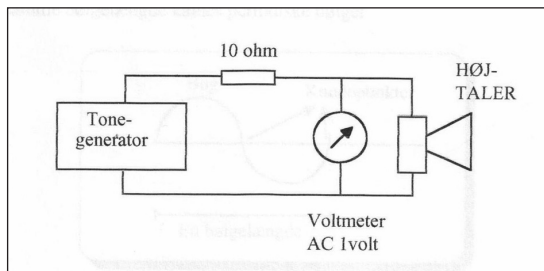 10 ohm
HØJ-
TALER
Tone-
generator
Voltmeter
AC 1volt